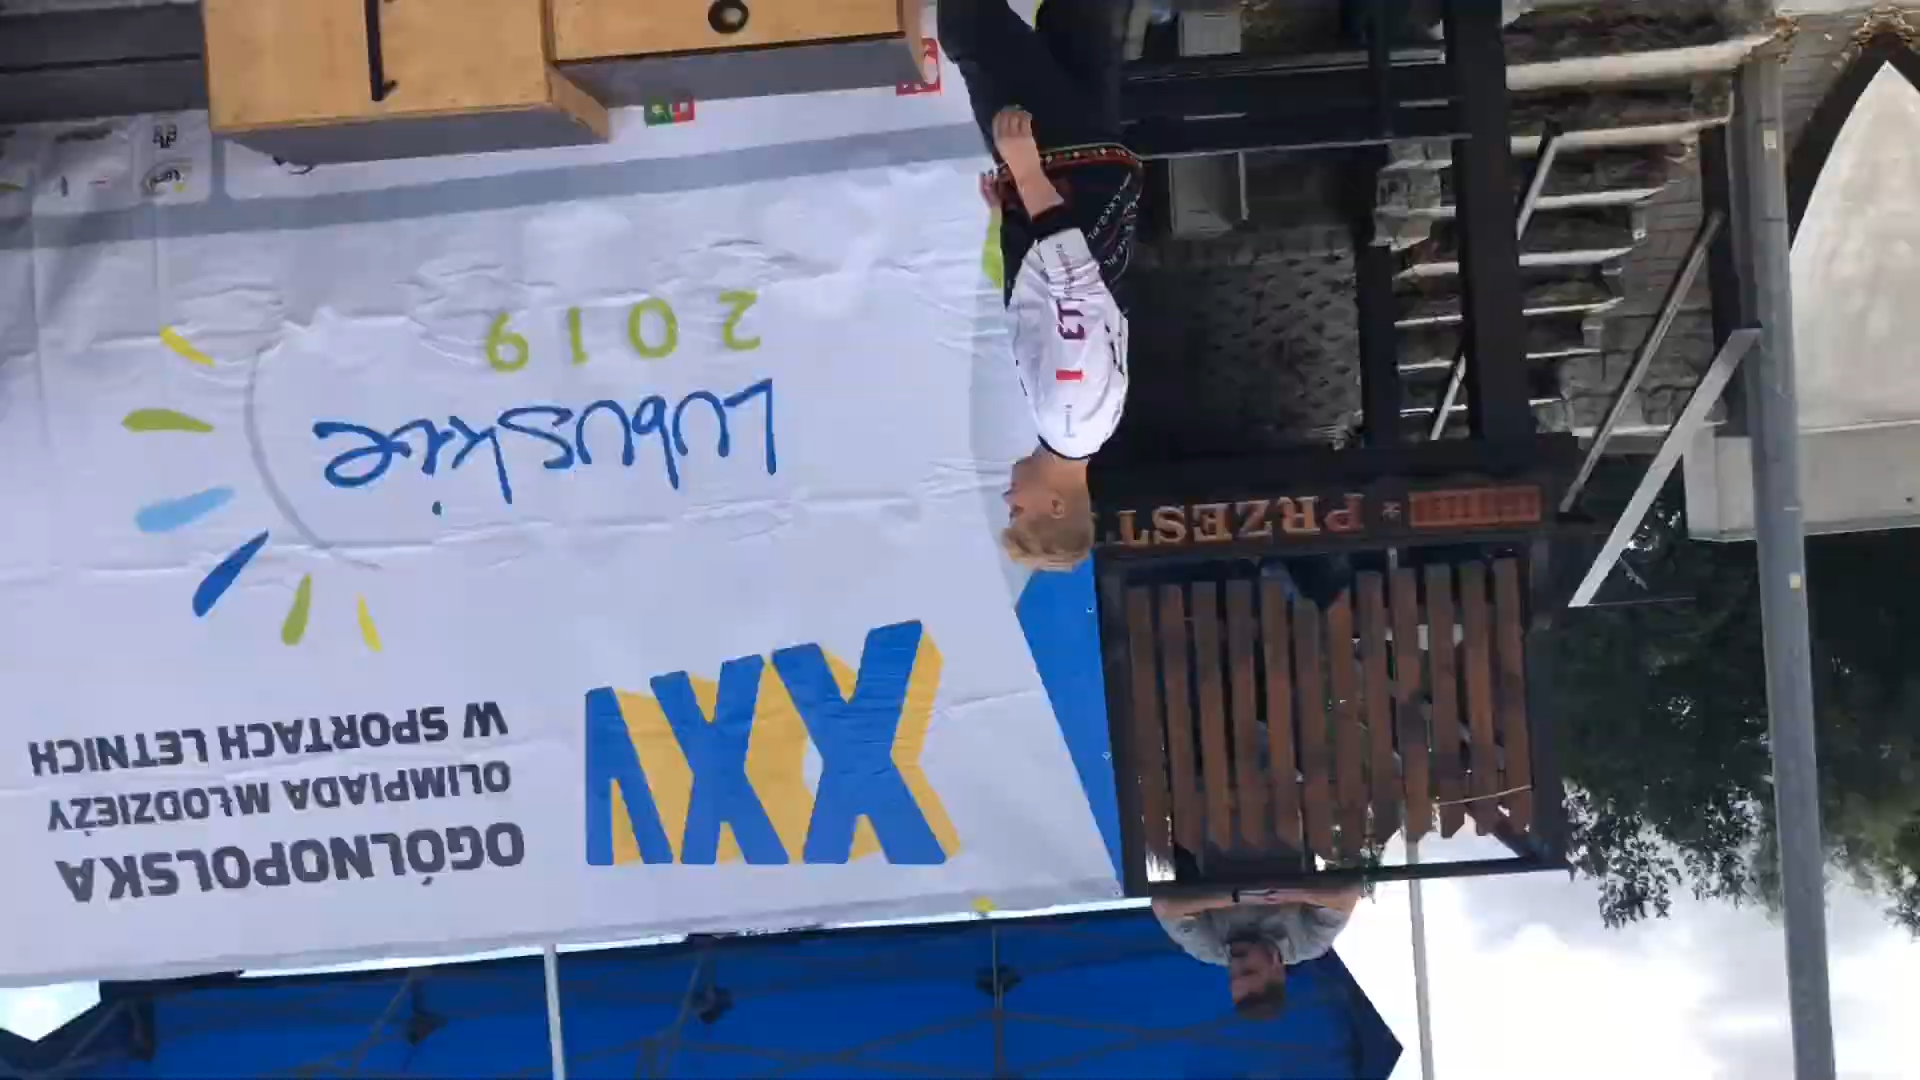 XXV
OGÓLNOPOLSKA
OLIMPIADA MŁODZIEŻY
W SPORTACH LETNICH
Lubuskie
2019
PRZEST